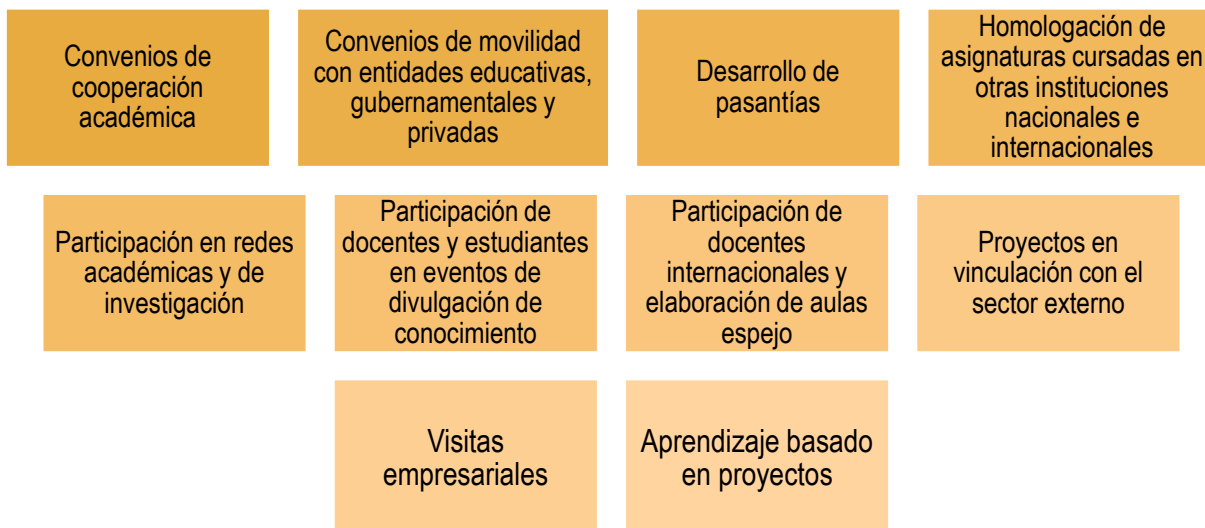 Convenios de
cooperación
académica
Convenios de movilidad
con entidades educativas,
gubernamentales y
privadas
Desarrollo de
pasantías
Homologación de
asignaturas cursadas en
otras instituciones
nacionales e
internacionales
Participación en redes
académicas y de
investigación
Participación de
docentes y estudiantes
en eventos de
divulgación de
conocimiento
Participación de
docentes
internacionales y
elaboración de aulas
espejo
Proyectos en
vinculación con el
sector externo
Visitas
empresariales
Aprendizaje basado
en proyectos